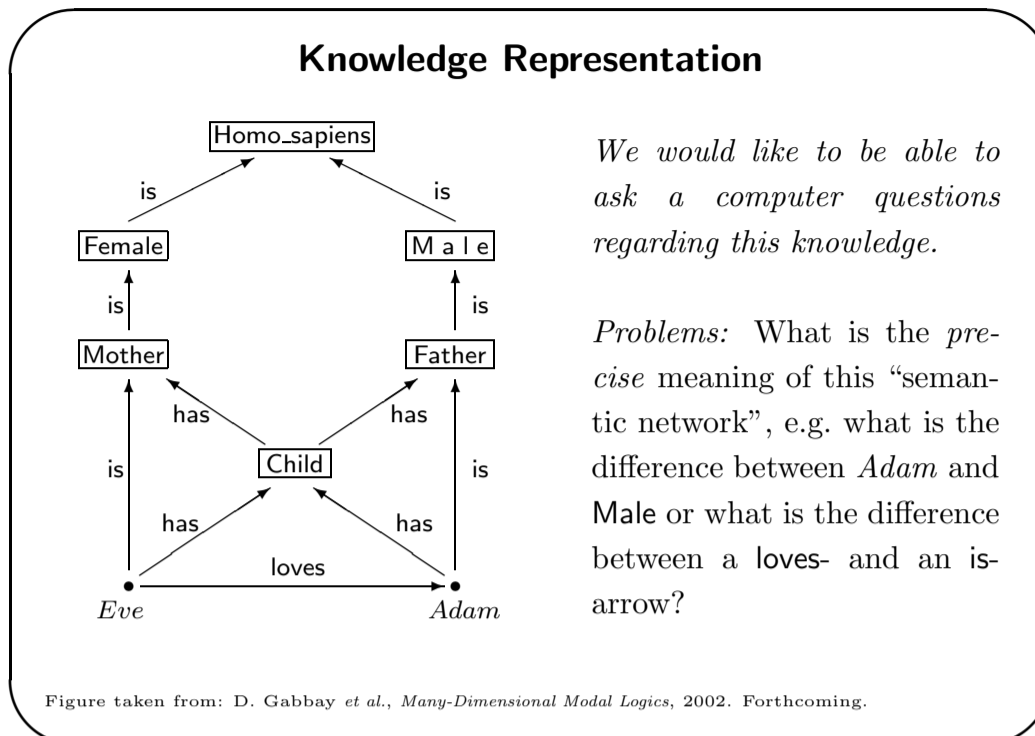 Knowledge Representation
Homo_sapiens
is
is
Female
Male
is
is
Mother
Father
has
has
Child
is
is
has
has
loves
Eve
Adam
We would like to be able to
ask a computer questions
regarding this knowledge.
Problems: What is the pre-
cise meaning of this “seman-
tic network”, e.g. what is the
difference between Adam and
Male or what is the difference
between a loves- and an is-
arrow?
Figure taken from: D. Gabbay et al., Many-Dimensional Modal Logics, 2002. Forthcoming.